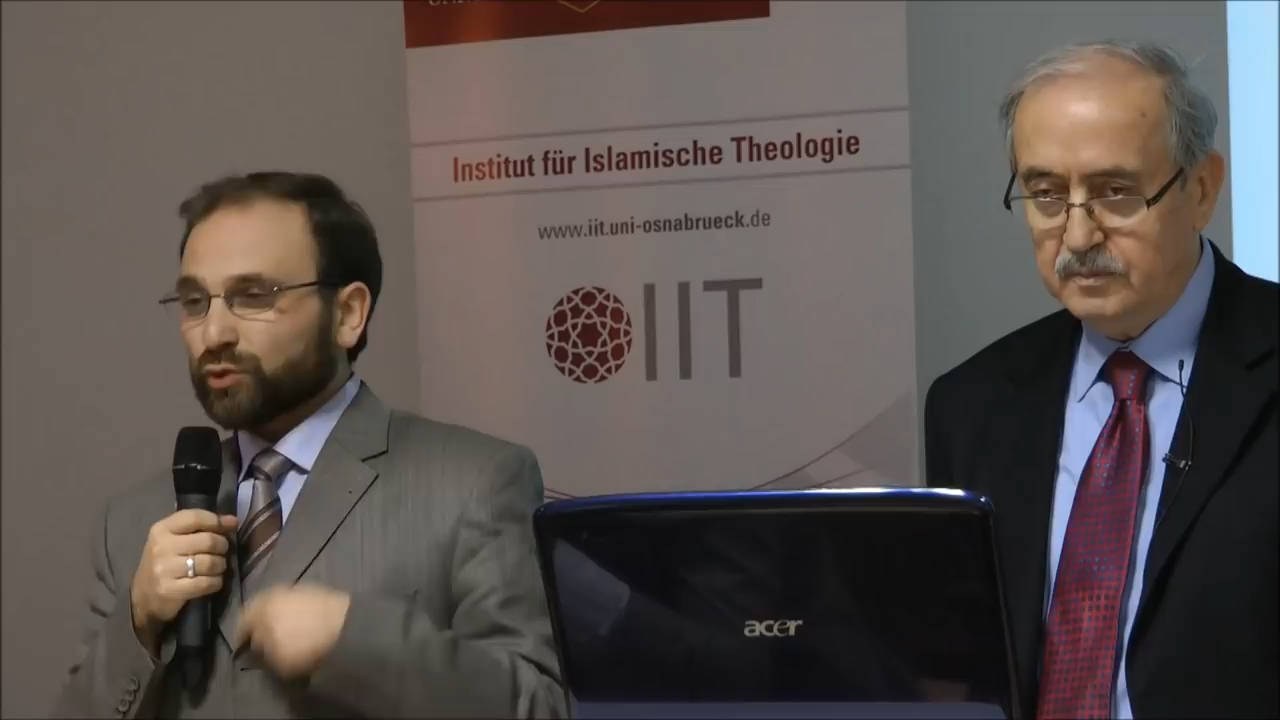 Institut für Islamische Theologie
www.iit.uni-osnabrueck.de
IIT
acer